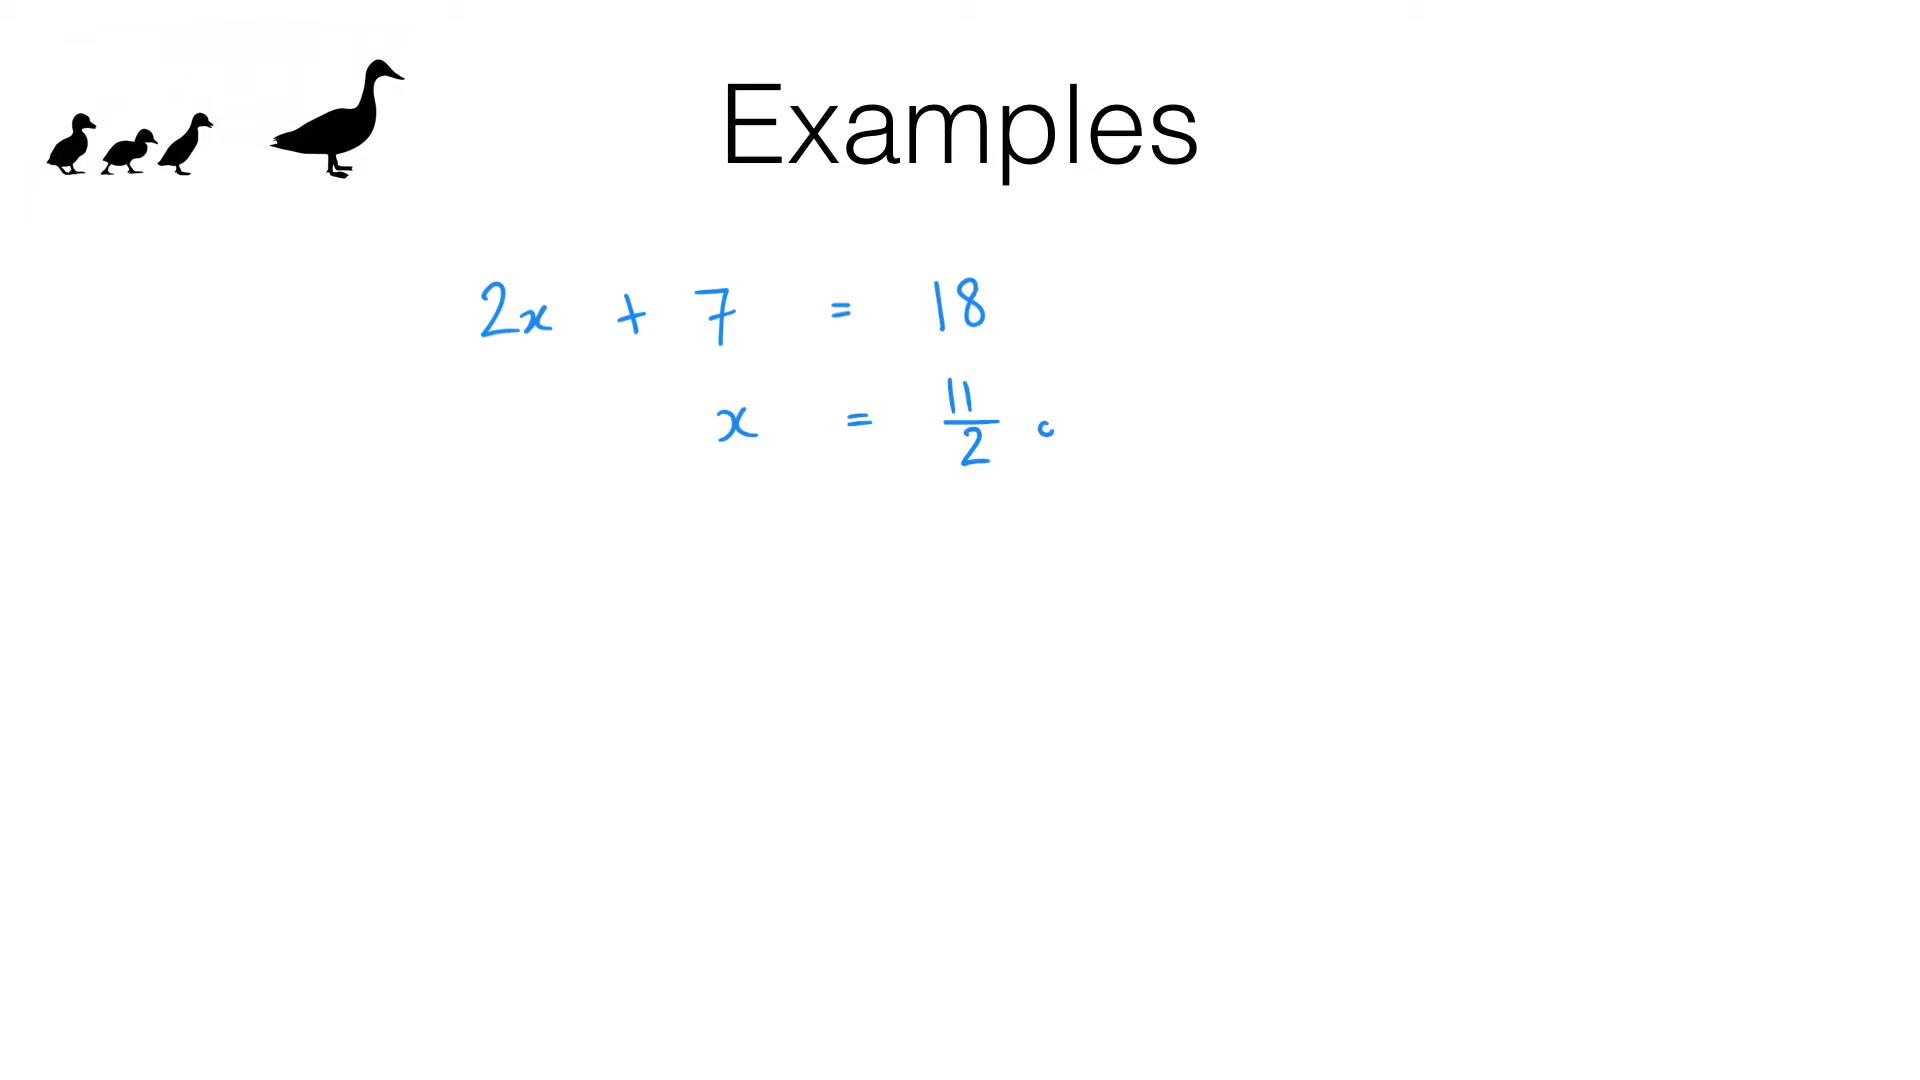 Examples
2x + 7 = 18
x = 11/2 .